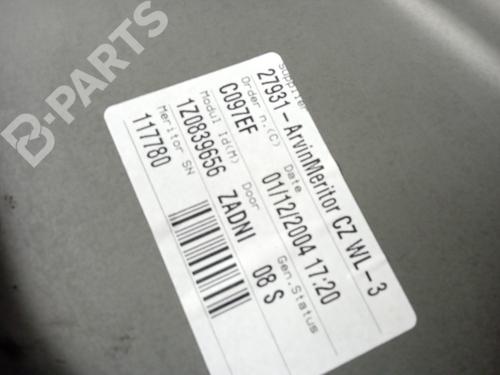 B-PARTS
Supplier
27931-ArvinMeritor CZ WL-3
Order n.(C) Date Gen.Status
C097EF 01/12/2004 17:20
Modul Id(M) Door
1Z0839656 ZADNI 08 S
Meritor SN
117780